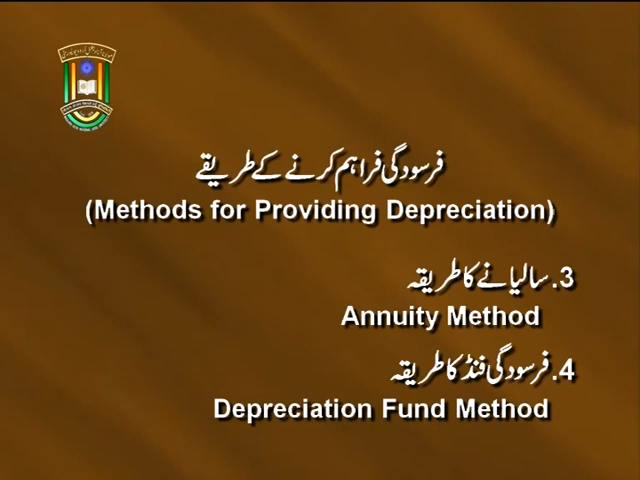 فرسودگی فراہم کرنے کے طریقے
(Methods for Providing Depreciation)
3. سالیانے کا طریقہ
Annuity Method
4. فرسودگی فنڈ کا طریقہ
Depreciation Fund Method